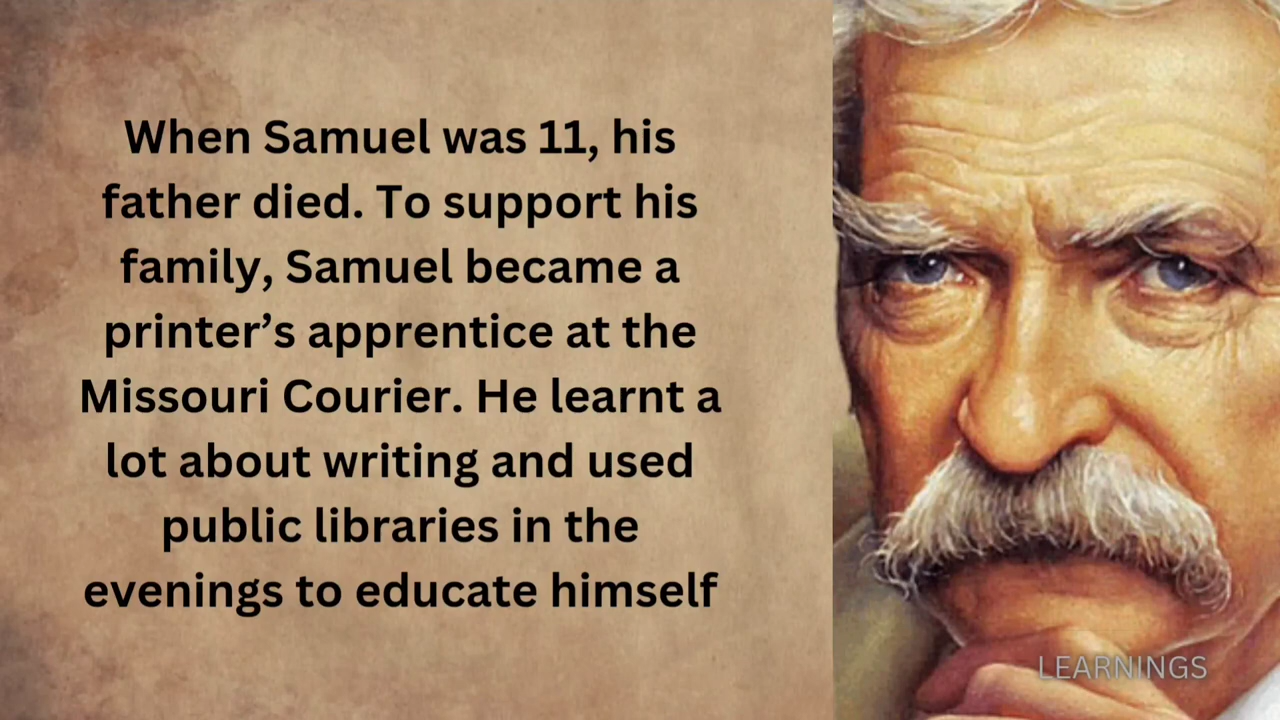 When Samuel was 11, his
father died. To support his
family, Samuel became a
printer’s apprentice at the
Missouri Courier. He learnt a
lot about writing and used
public libraries in the
evenings to educate himself
LEARNINGS